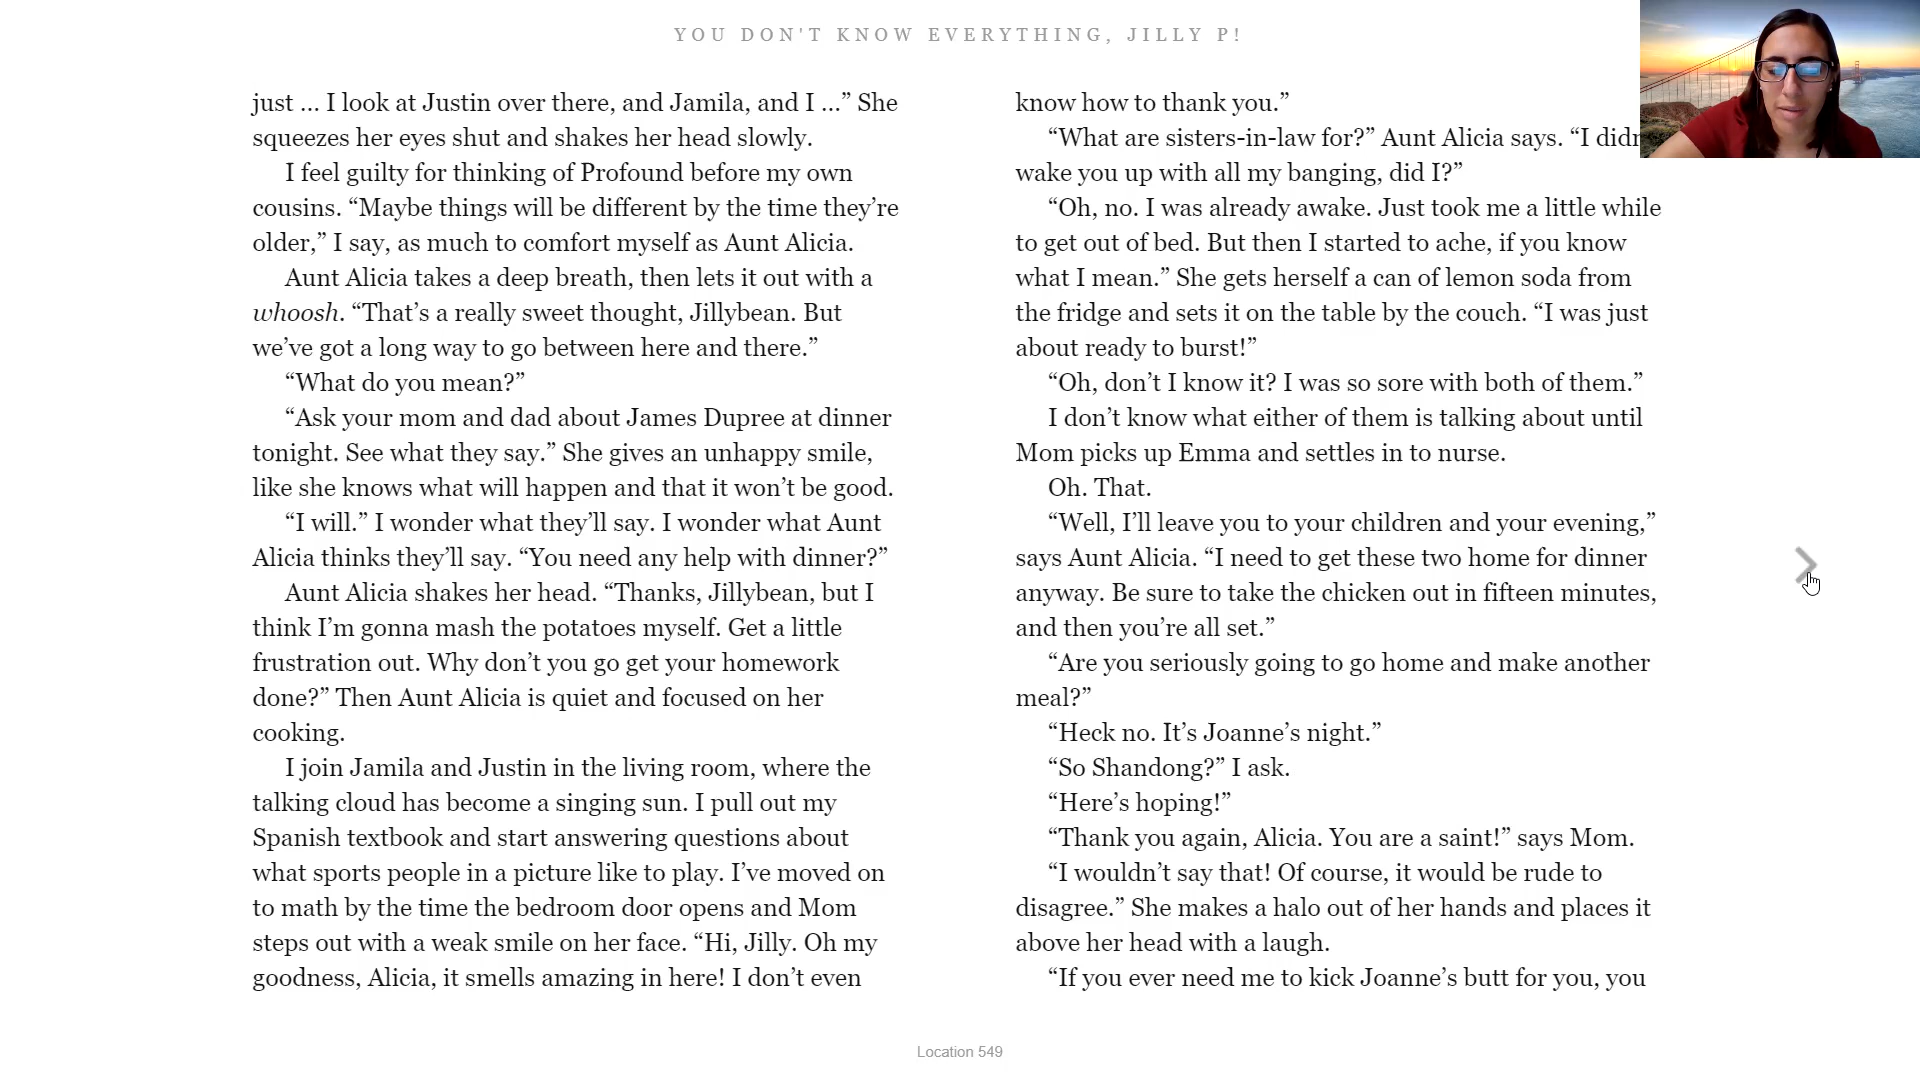 YOU DON'T KNOW EVERYTHING, JILLY P!
just … I look at Justin over there, and Jamila, and I …” She
squeezes her eyes shut and shakes her head slowly.
I feel guilty for thinking of Profound before my own
cousins. “Maybe things will be different by the time they’re
older,” I say, as much to comfort myself as Aunt Alicia.
Aunt Alicia takes a deep breath, then lets it out with a
whoosh. “That’s a really sweet thought, Jillybean. But
we’ve got a long way to go between here and there.”
“What do you mean?”
“Ask your mom and dad about James Dupree at dinner
tonight. See what they say.” She gives an unhappy smile,
like she knows what will happen and that it won’t be good.
“I will.” I wonder what they’ll say. I wonder what Aunt
Alicia thinks they’ll say. “You need any help with dinner?”
Aunt Alicia shakes her head. “Thanks, Jillybean, but I
think I’m gonna mash the potatoes myself. Get a little
frustration out. Why don’t you go get your homework
done?” Then Aunt Alicia is quiet and focused on her
cooking.
I join Jamila and Justin in the living room, where the
talking cloud has become a singing sun. I pull out my
Spanish textbook and start answering questions about
what sports people in a picture like to play. I’ve moved on
to math by the time the bedroom door opens and Mom
steps out with a weak smile on her face. “Hi, Jilly. Oh my
goodness, Alicia, it smells amazing in here! I don’t even
know how to thank you.”
“What are sisters-in-law for?” Aunt Alicia says. “I didn
wake you up with all my banging, did I?”
“Oh, no. I was already awake. Just took me a little while
to get out of bed. But then I started to ache, if you know
what I mean.” She gets herself a can of lemon soda from
the fridge and sets it on the table by the couch. “I was just
about ready to burst!”
“Oh, don’t I know it? I was so sore with both of them.”
I don’t know what either of them is talking about until
Mom picks up Emma and settles in to nurse.
Oh. That.
“Well, I’ll leave you to your children and your evening,”
says Aunt Alicia. “I need to get these two home for dinner
anyway. Be sure to take the chicken out in fifteen minutes,
and then you’re all set.”
“Are you seriously going to go home and make another
meal?”
“Heck no. It’s Joanne’s night.”
“So Shandong?” I ask.
“Here’s hoping!”
“Thank you again, Alicia. You are a saint!” says Mom.
“I wouldn’t say that! Of course, it would be rude to
disagree.” She makes a halo out of her hands and places it
above her head with a laugh.
“If you ever need me to kick Joanne’s butt for you, you
Location 549